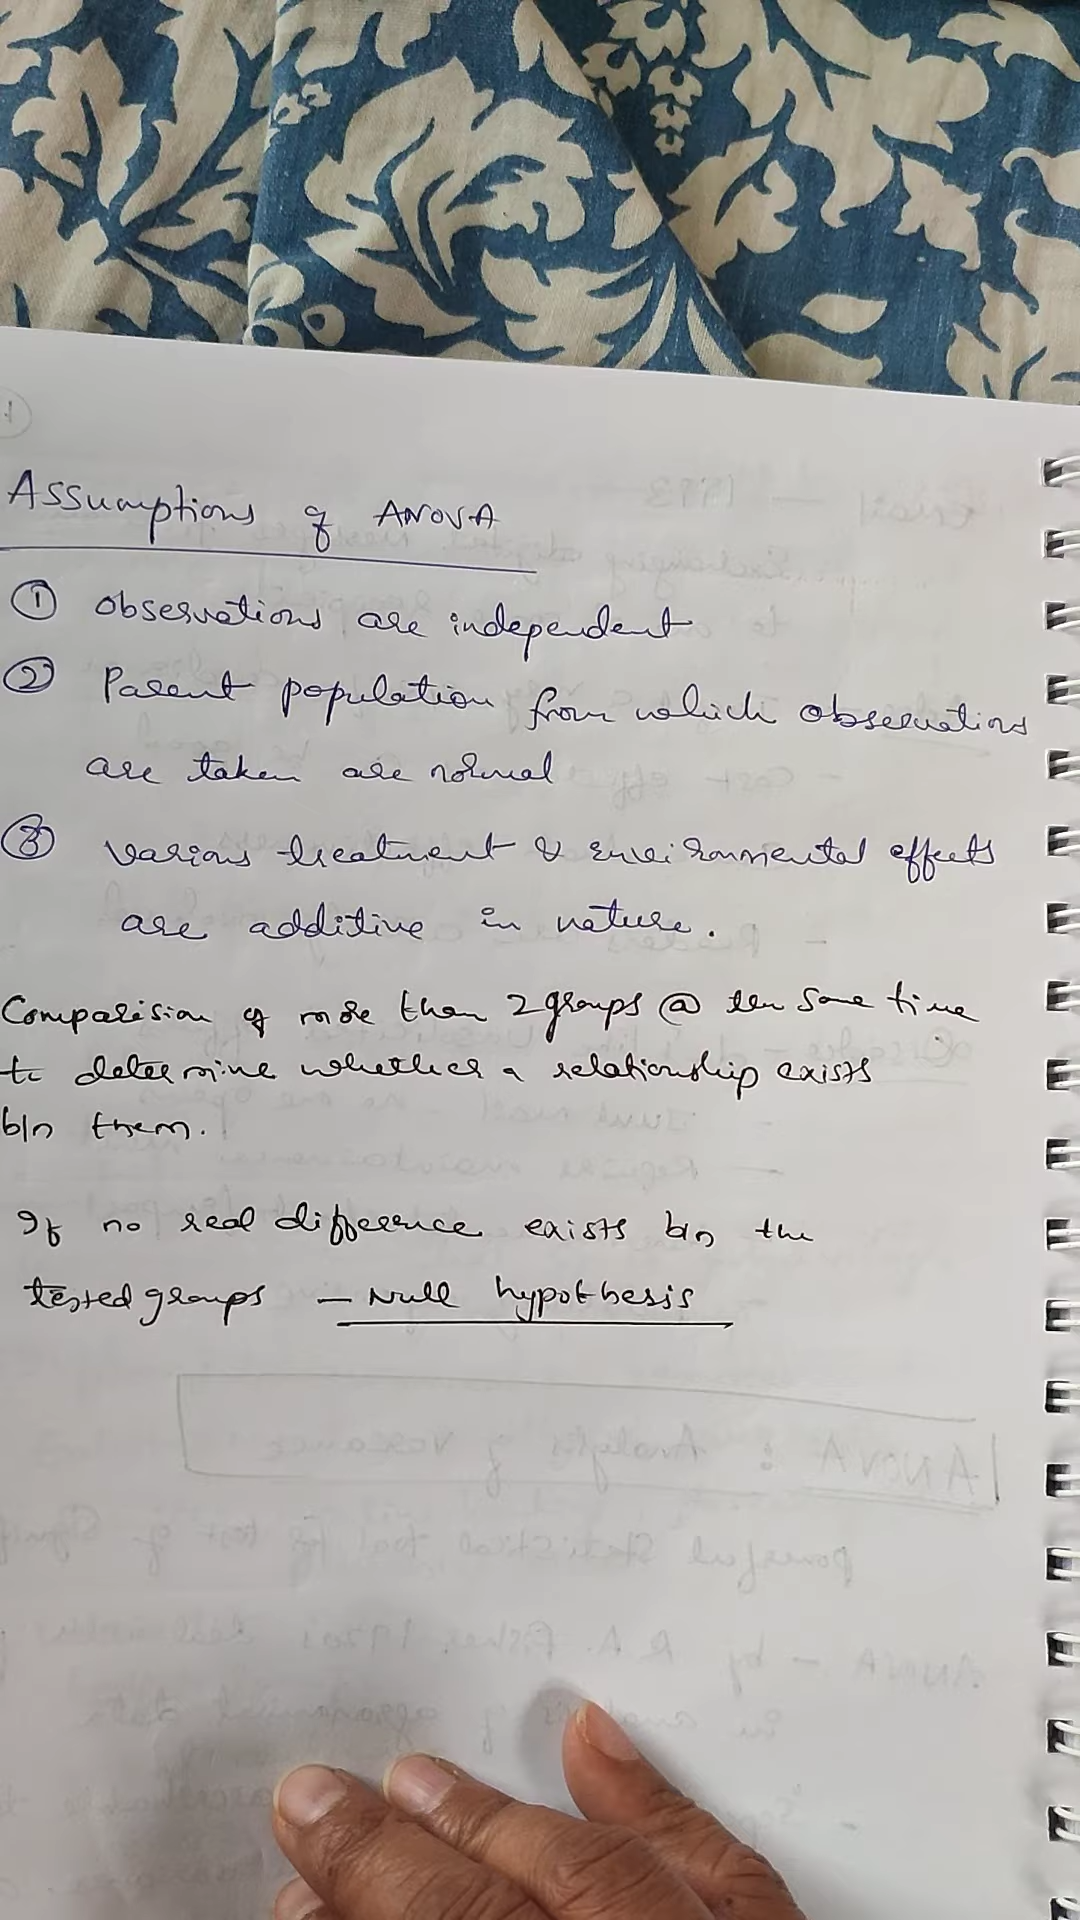 Assumptions of ANOVA
① observations are independent
② Parent population from which observations
are taken are normal
③ Various treatment & environmental effects
are additive in nature.
Comparision of more than 2 groups @ the same time
to determine whether a relationship exists
b/n them.
If no real difference exists b/n the
tested groups – Null hypothesis